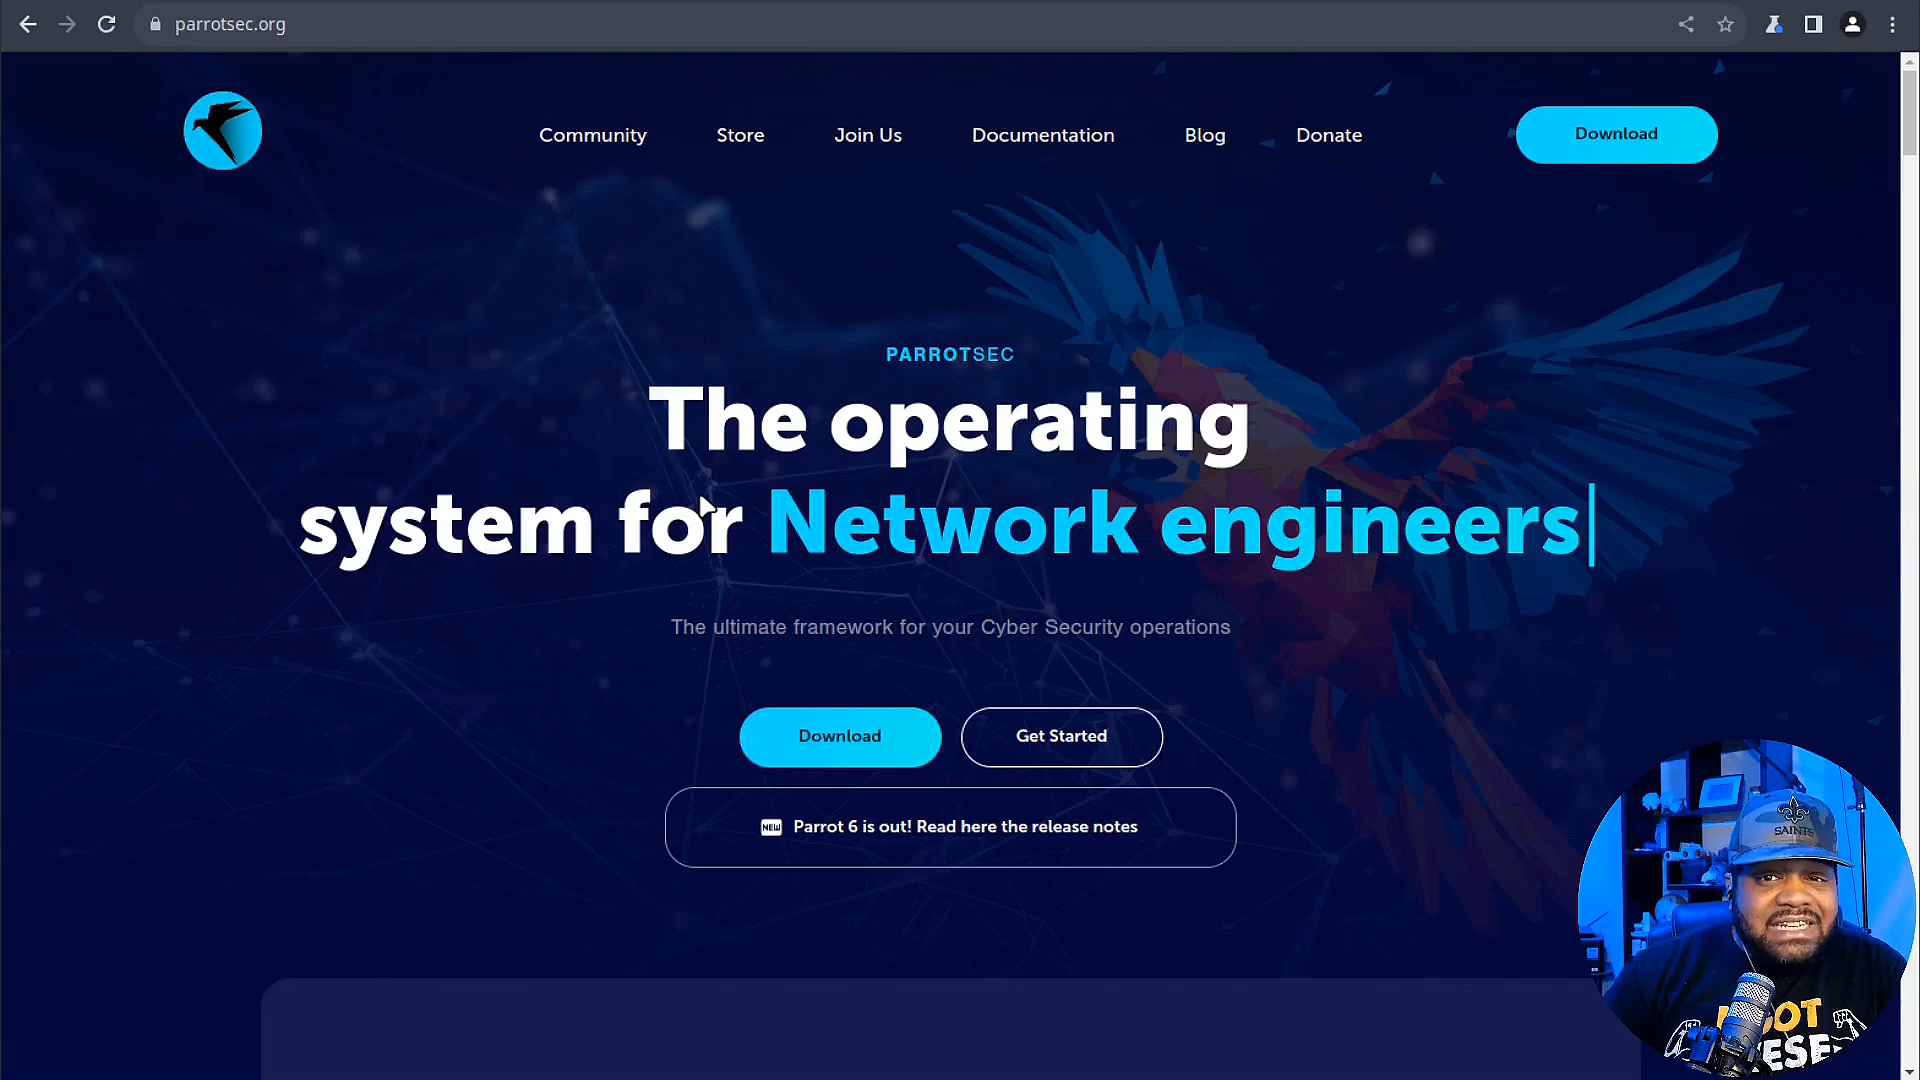 parrotsec.org
Community Store Join Us Documentation Blog Donate Download
PARROTSEC
The operating
system for Network engineers
The ultimate framework for your Cyber Security operations
Download Get Started
NEW Parrot 6 is out! Read here the release notes
SAINTS